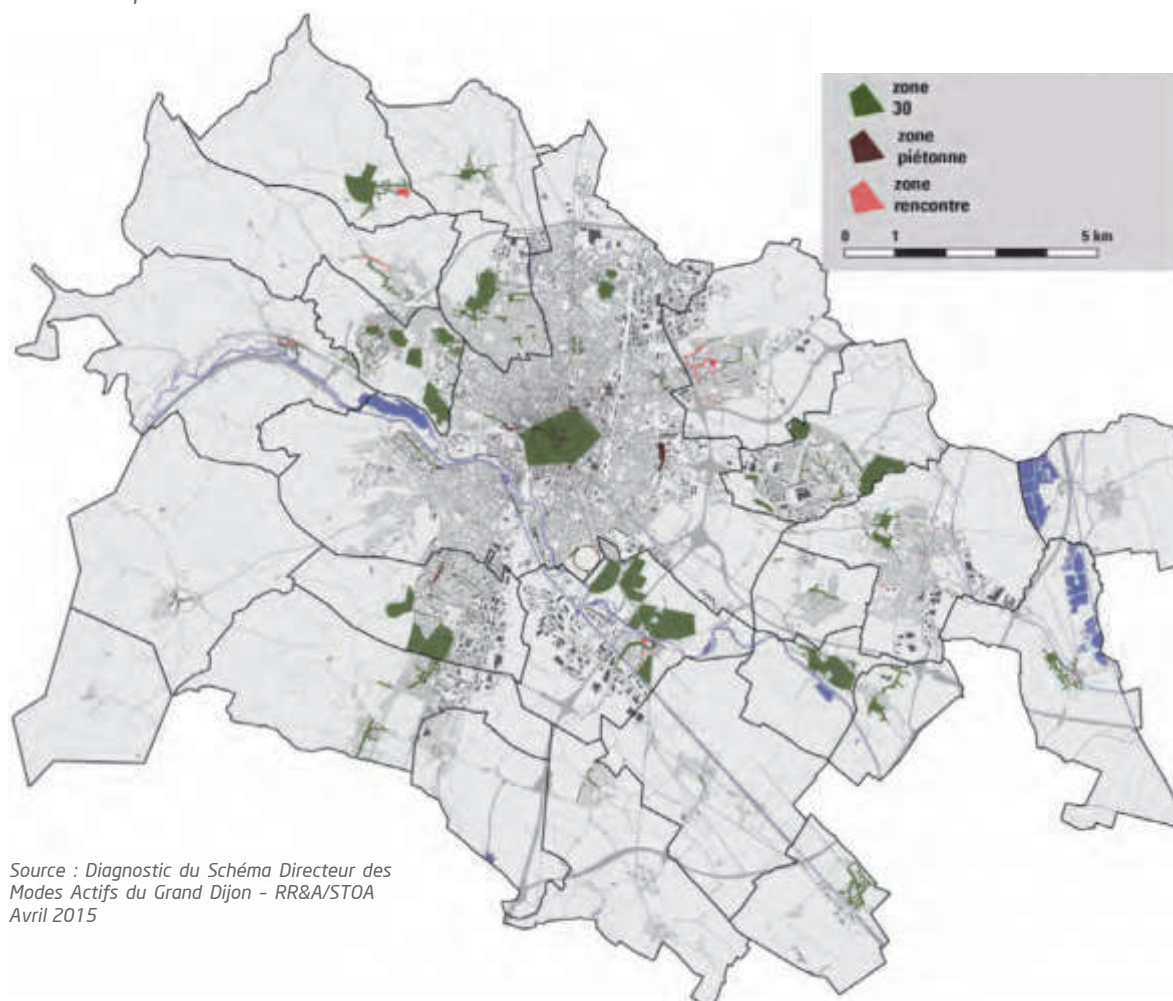 zone
30
zone
piétonne
zone
rencontre
0 1 5 km
Source : Diagnostic du Schéma Directeur des
Modes Actifs du Grand Dijon - RR&A/STOA
Avril 2015